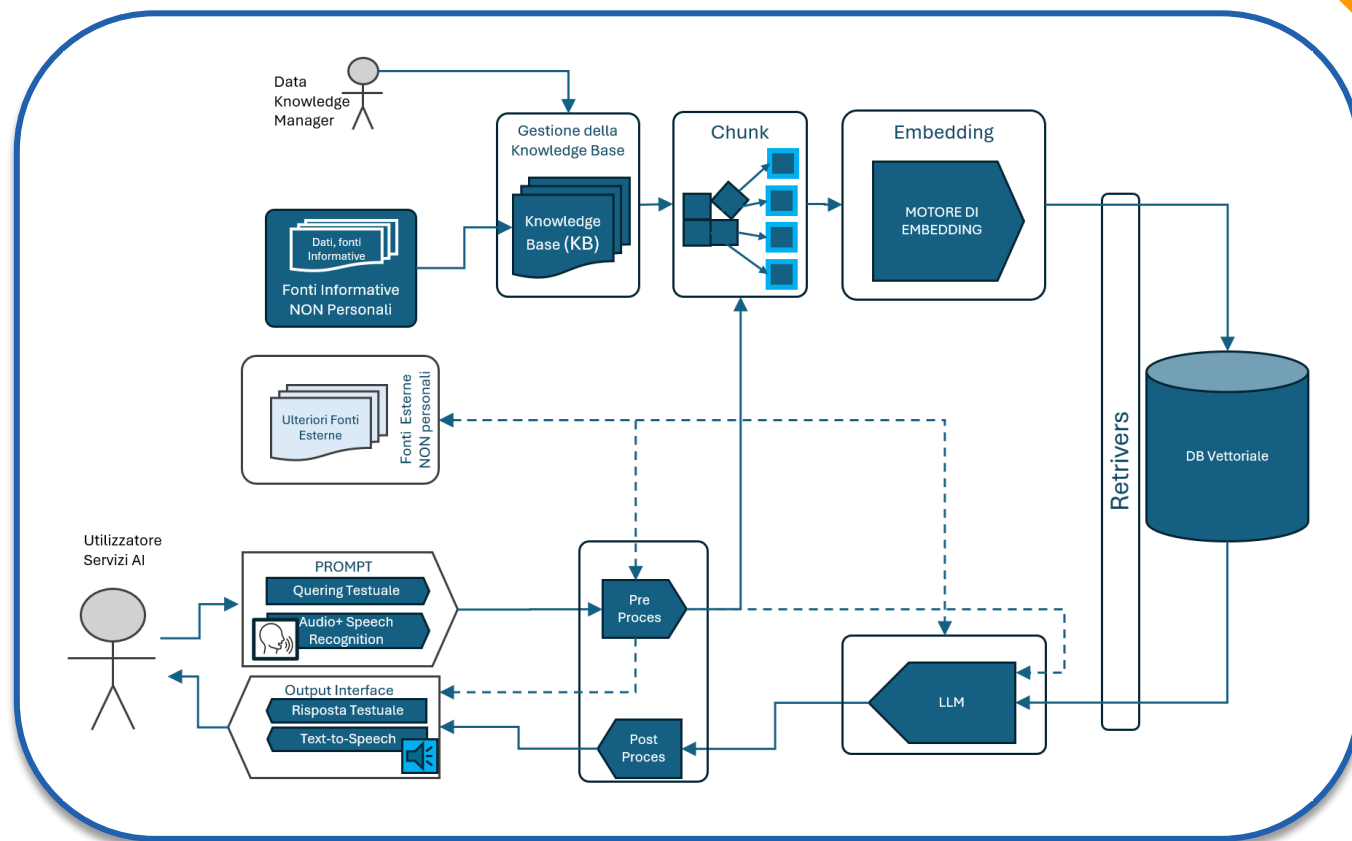 Data
Knowledge
Manager
Gestione della
Knowledge Base
Knowledge
Base (KB)
Chunk
Embedding
MOTORE DI
EMBEDDING
Dati, fonti
Informative
Fonti Informative
NON Personali
Ulteriori Fonti
Esterne
Fonti Esterne
NON personali
Retrivers
DB Vettoriale
Utilizzatore
Servizi AI
PROMPT
Quering Testuale
Audio+ Speech
Recognition
Pre
Proces
Output Interface
Risposta Testuale
Text-to-Speech
Post
Proces
LLM